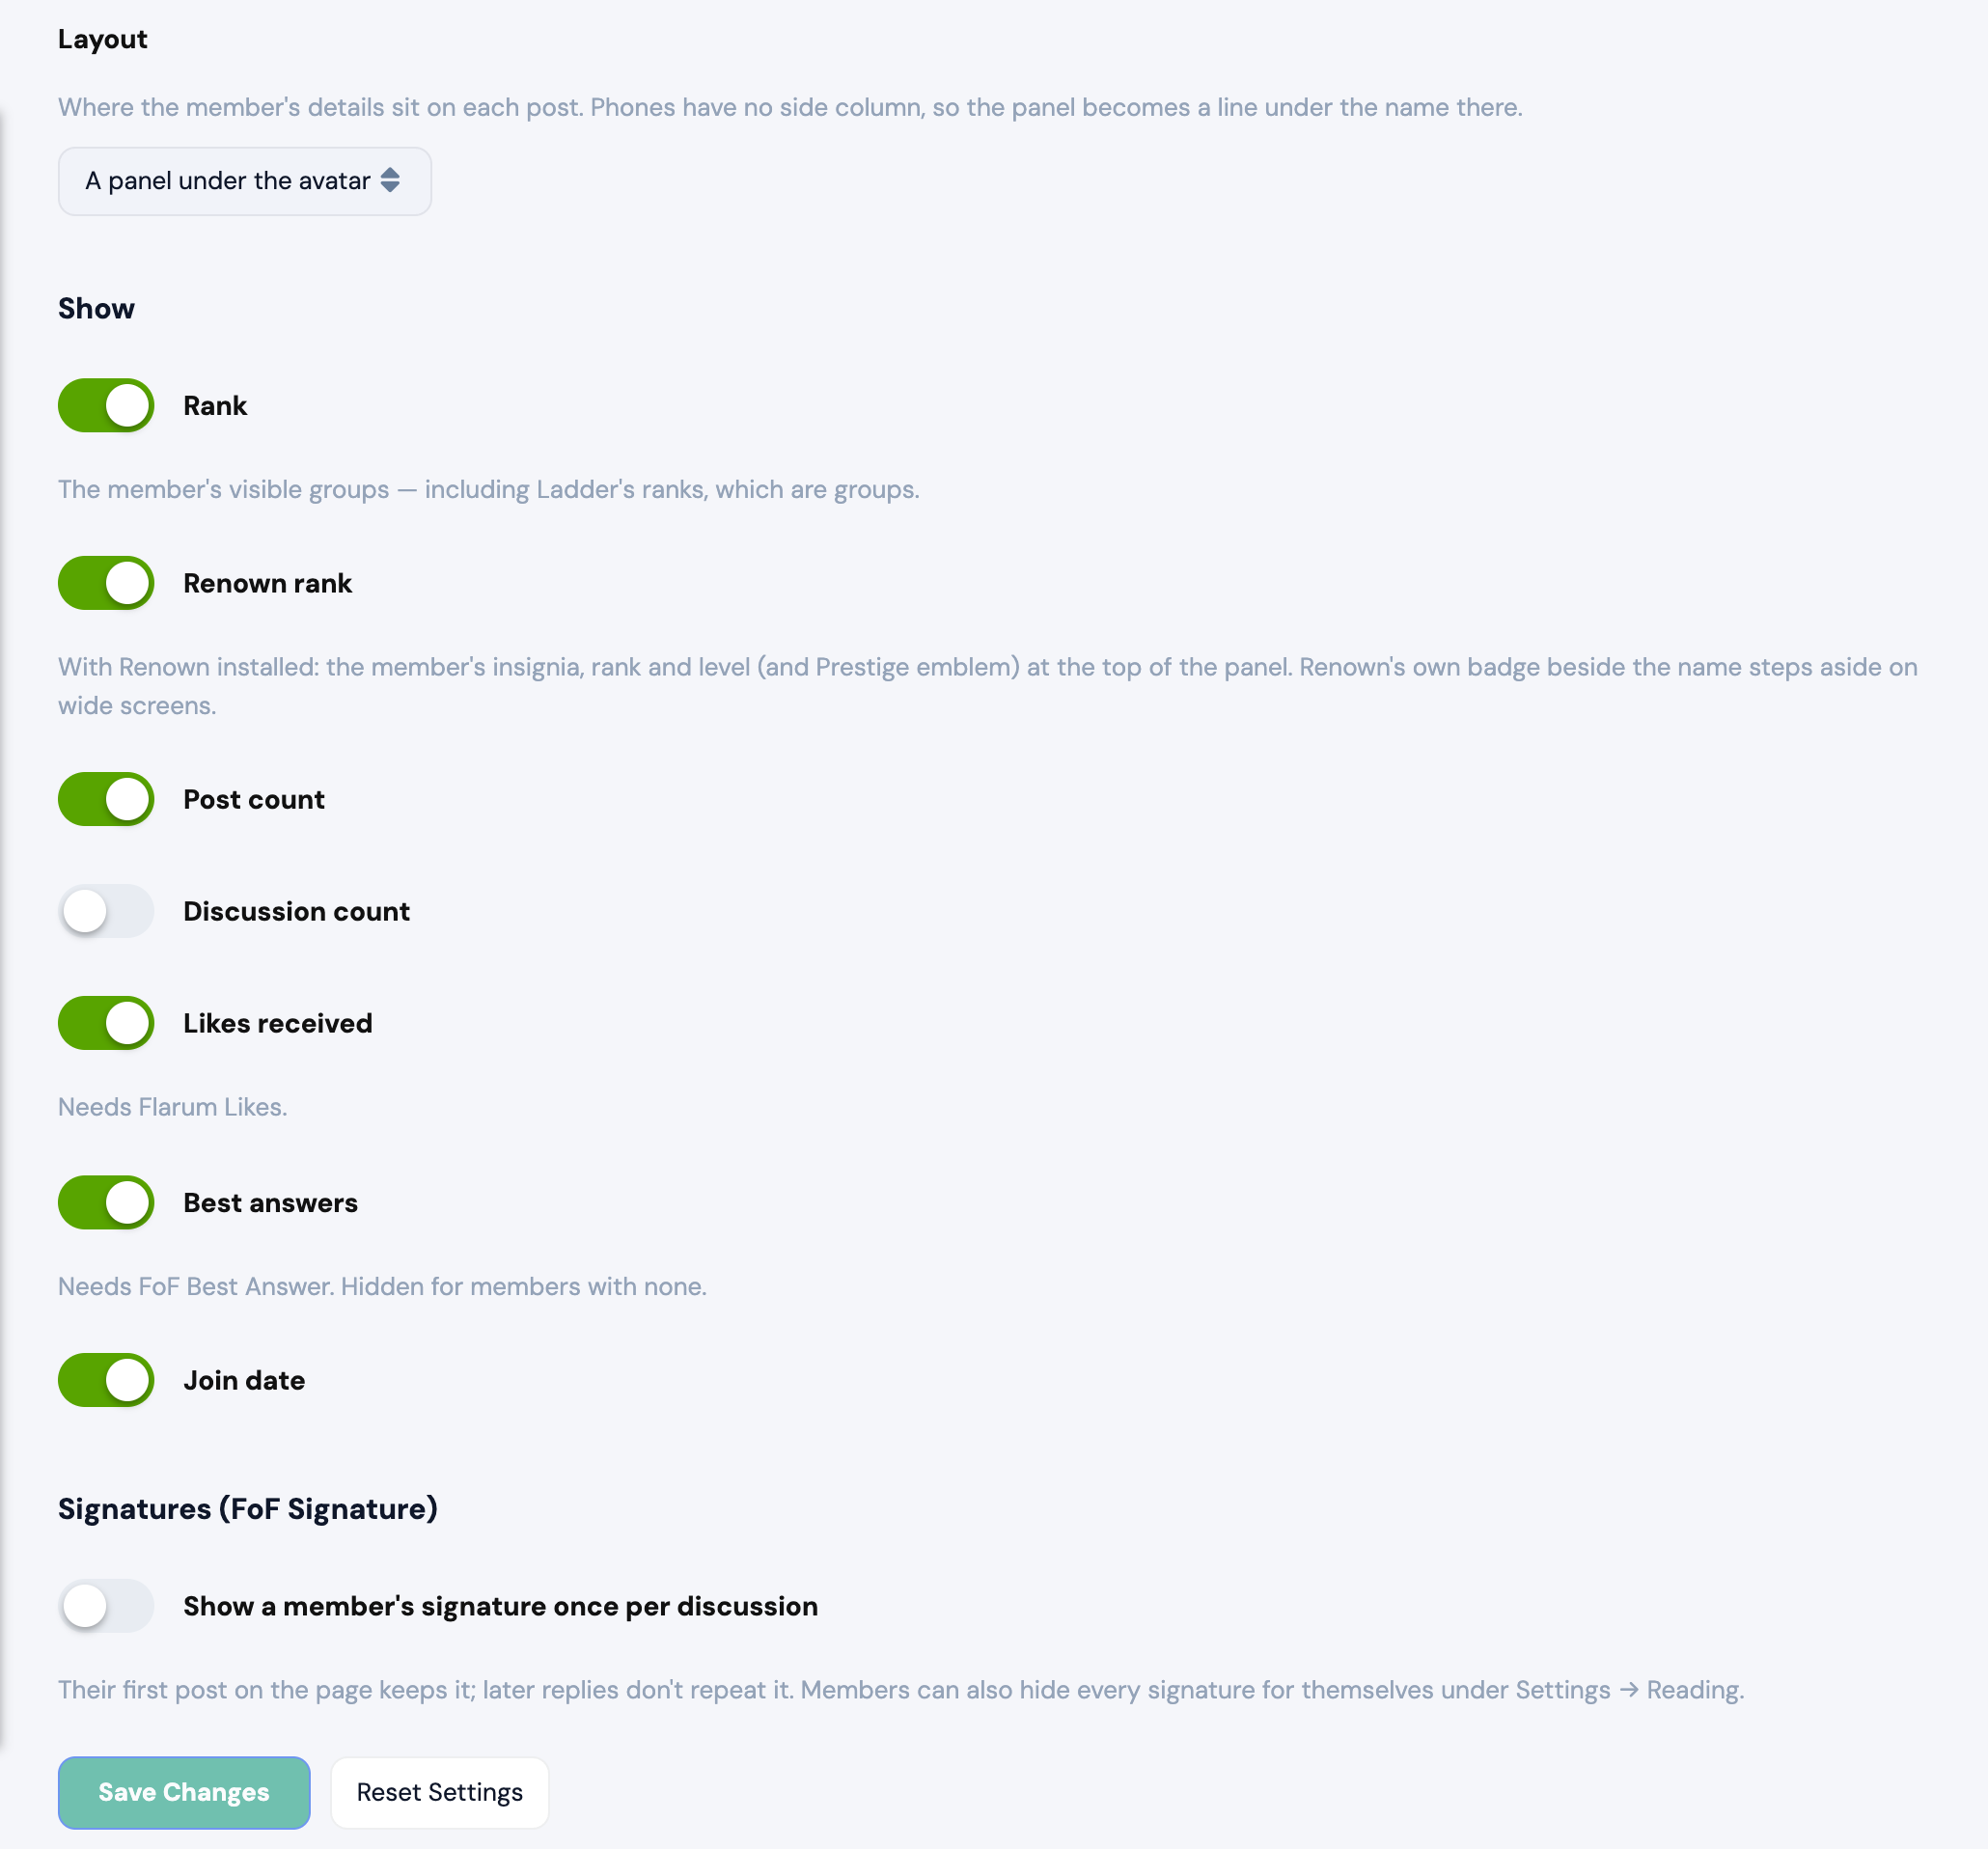 Layout
Where the member's details sit on each post. Phones have no side column, so the panel becomes a line under the name there.
A panel under the avatar
Show
Rank
The member's visible groups — including Ladder's ranks, which are groups.
Renown rank
With Renown installed: the member's insignia, rank and level (and Prestige emblem) at the top of the panel. Renown's own badge beside the name steps aside on
wide screens.
Post count
Discussion count
Likes received
Needs Flarum Likes.
Best answers
Needs FoF Best Answer. Hidden for members with none.
Join date
Signatures (FoF Signature)
Show a member's signature once per discussion
Their first post on the page keeps it; later replies don't repeat it. Members can also hide every signature for themselves under Settings → Reading.
Save Changes
Reset Settings